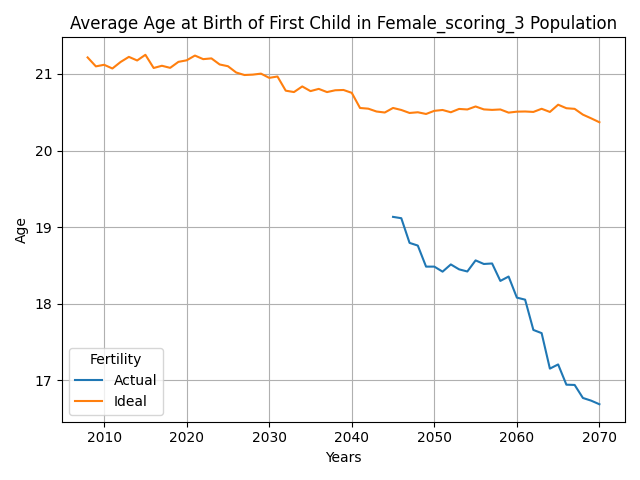 Average Age at Birth of First Child in Female_scoring_3 Population
Age
21
20
19
18
17
Fertility
Actual
Ideal
2010 2020 2030 2040 2050 2060 2070
Years